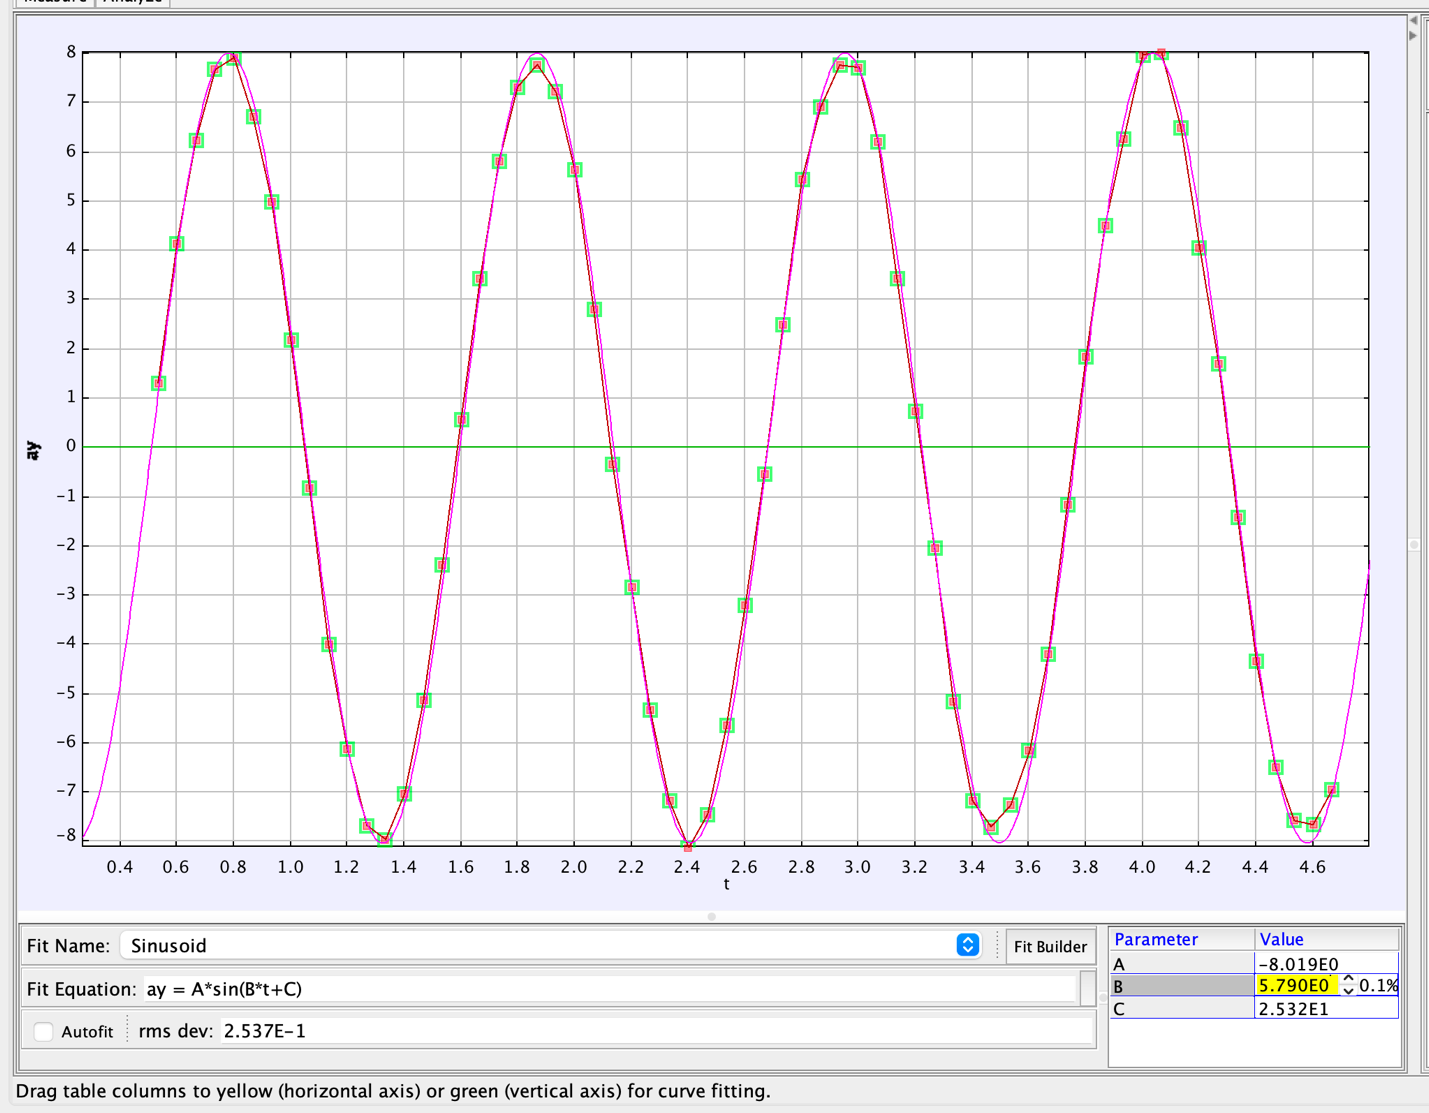 Measure Analyze
8
7
6
5
4
3
2
1
0
−1
−2
−3
−4
−5
−6
−7
−8
ay
0.4 0.6 0.8 1.0 1.2 1.4 1.6 1.8 2.0 2.2 2.4 2.6 2.8 3.0 3.2 3.4 3.6 3.8 4.0 4.2 4.4 4.6
t
Fit Name: Sinusoid Fit Builder
Fit Equation: ay = A*sin(B*t+C)
Autofit rms dev: 2.537E−1
Parameter Value
A −8.019E0
B 5.790E0 0.1%
C 2.532E1
Drag table columns to yellow (horizontal axis) or green (vertical axis) for curve fitting.